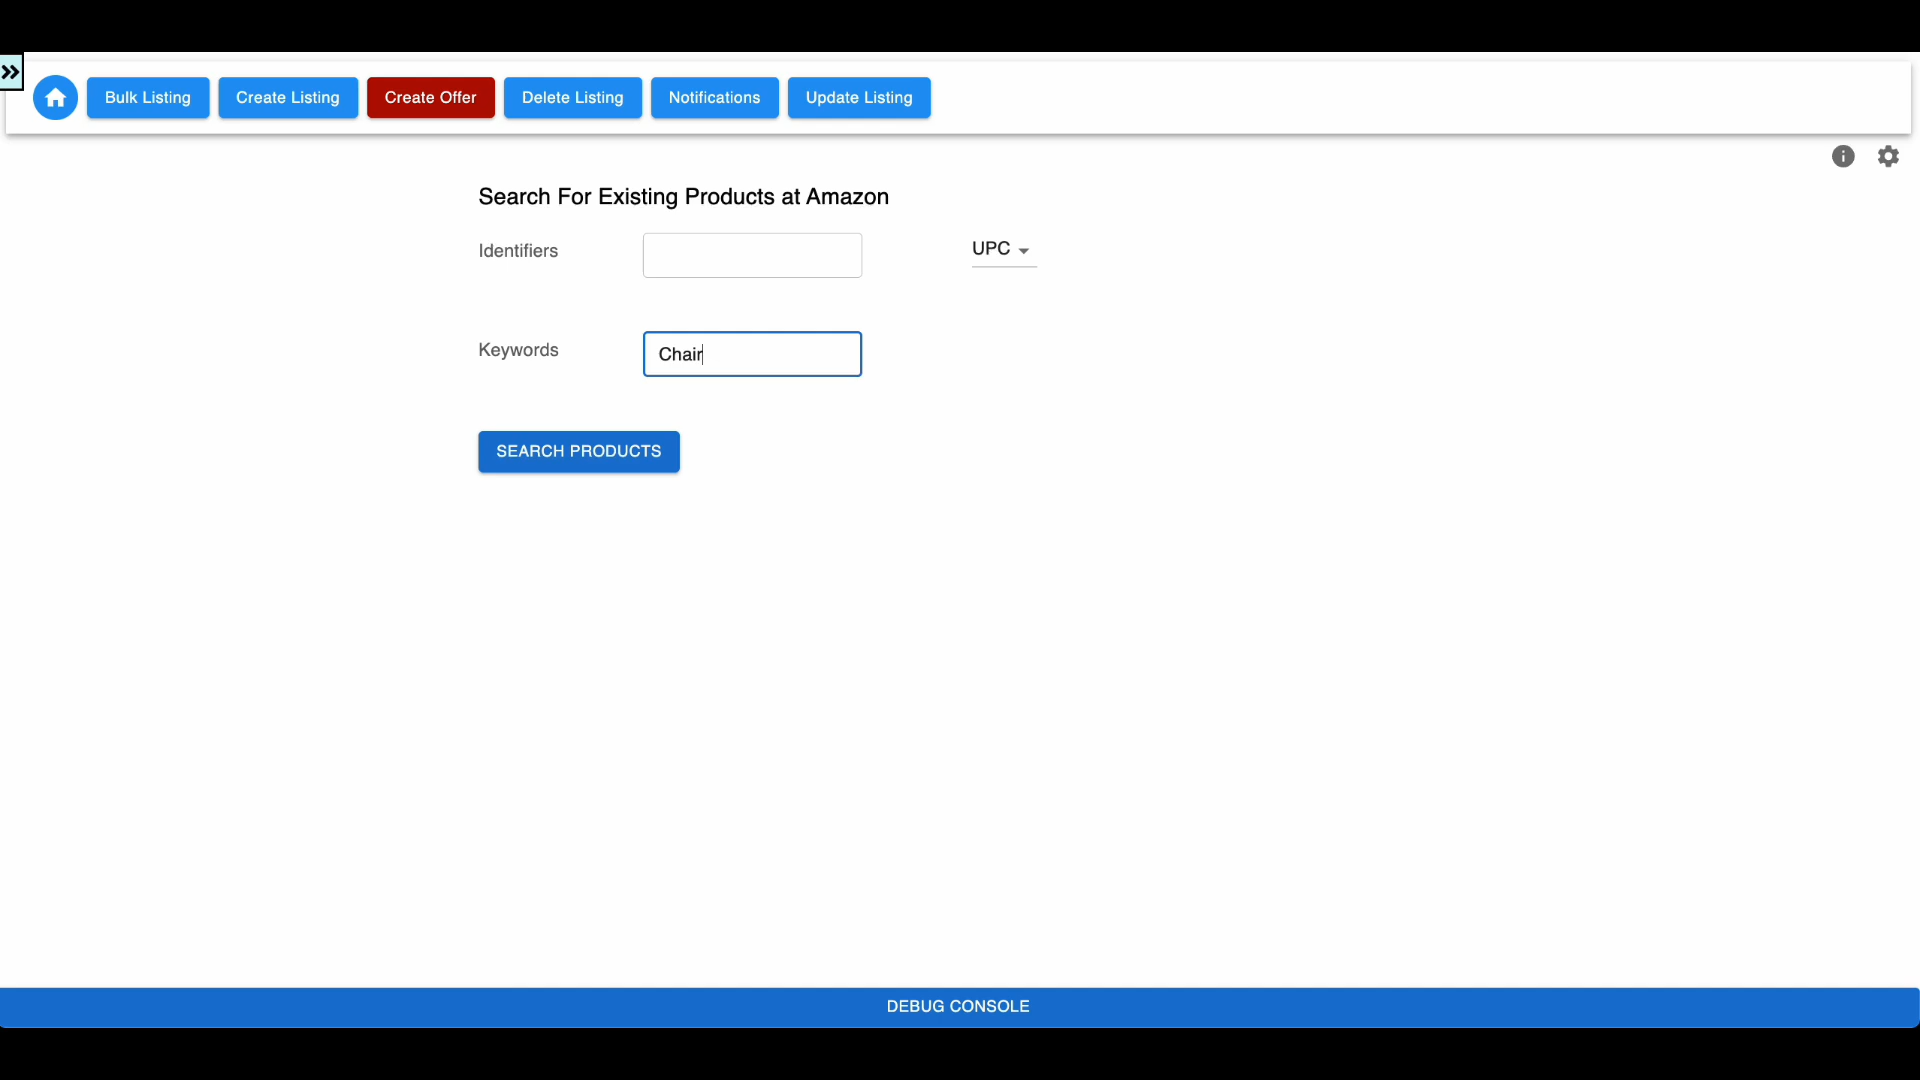 Bulk Listing
Create Listing
Create Offer
Delete Listing
Notifications
Update Listing
Search For Existing Products at Amazon
Identifiers
UPC
Keywords
Chair
SEARCH PRODUCTS
DEBUG CONSOLE